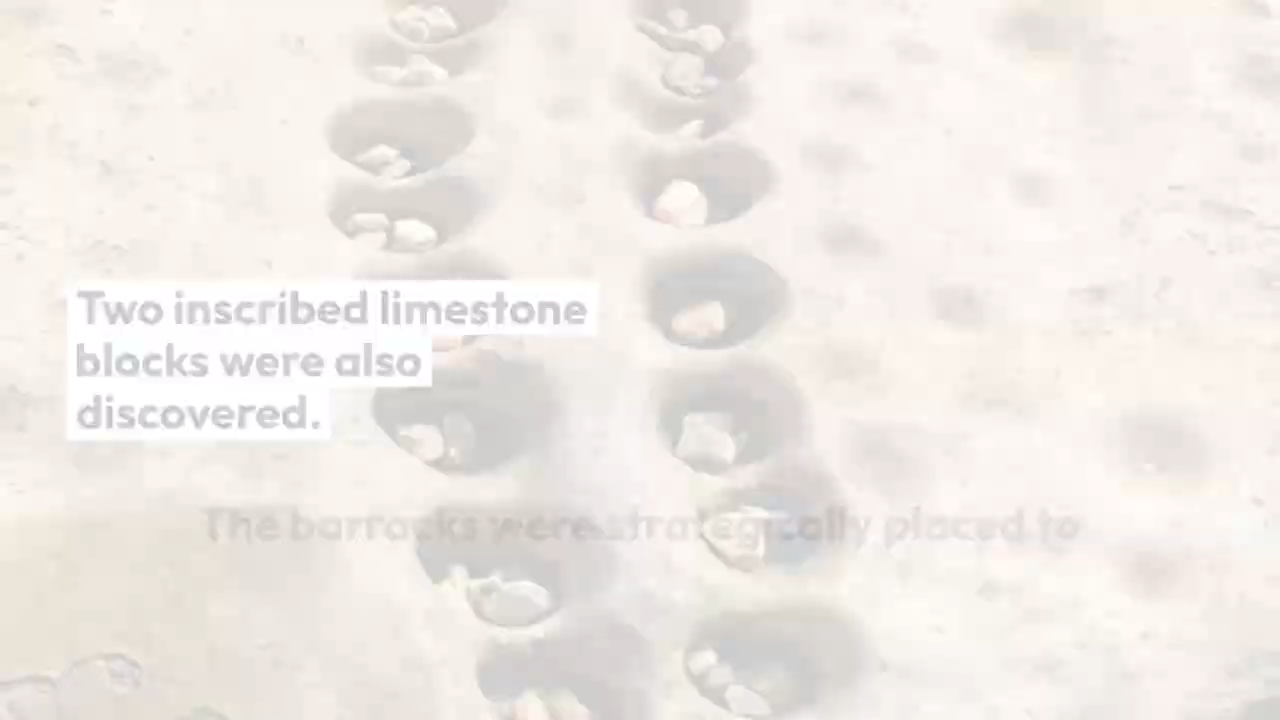 Two inscribed limestone
blocks were also
discovered.
The barracks were strategically placed to